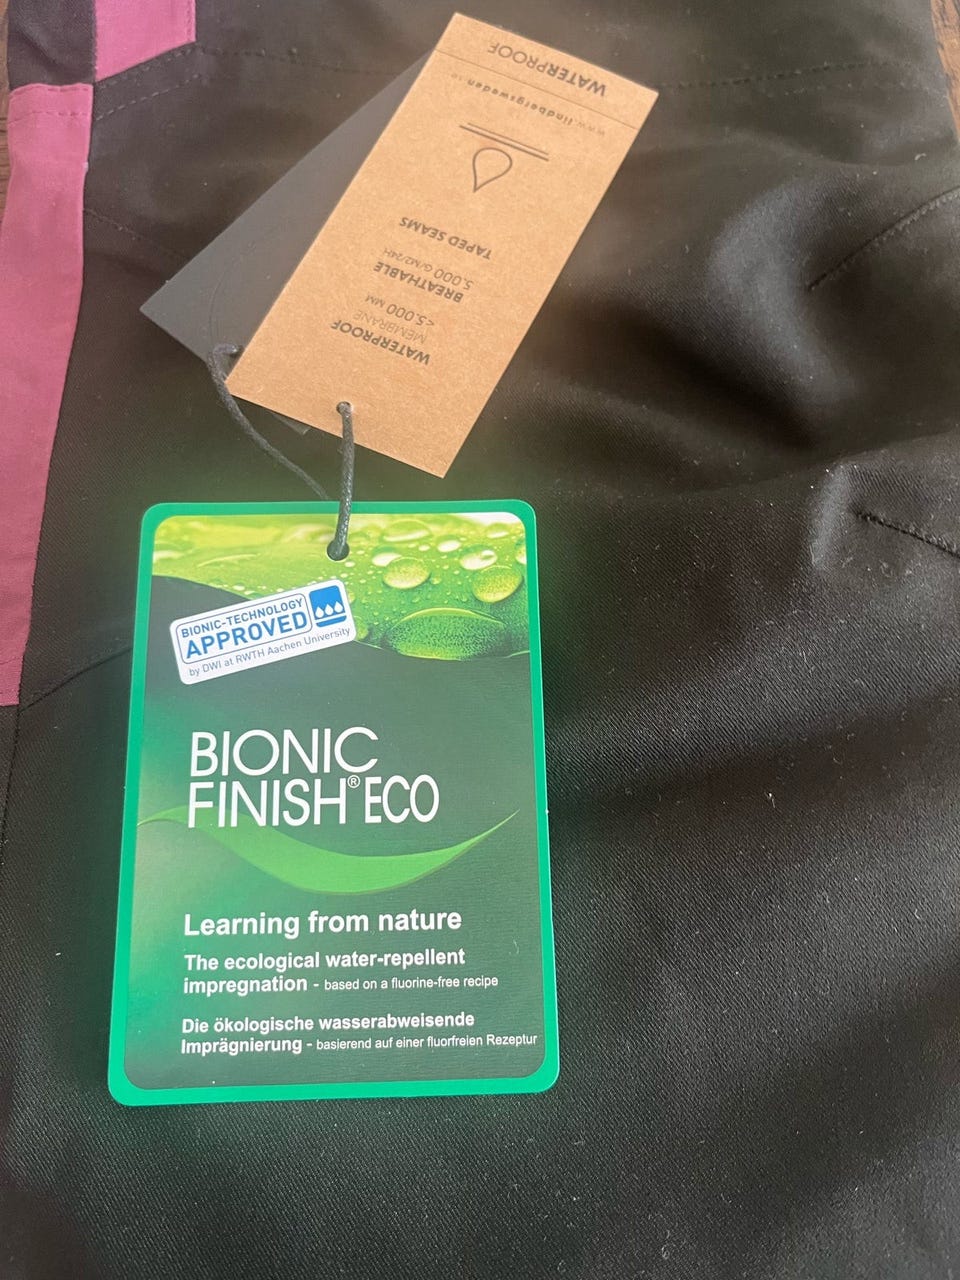 WATERPROOF
MEMBRANE
<5.000 MM
BREATHABLE
5.000 G/M2/24H
TAPED SEAMS
www.lindbergsweden
WATERPROOF
BIONIC-TECHNOLOGY
APPROVED
by DWI at RWTH Aachen University
BIONIC
FINISH® ECO
Learning from nature
The ecological water-repellent
impregnation - based on a fluorine-free recipe
Die ökologische wasserabweisende
Imprägnierung - basierend auf einer fluorfreien Rezeptur